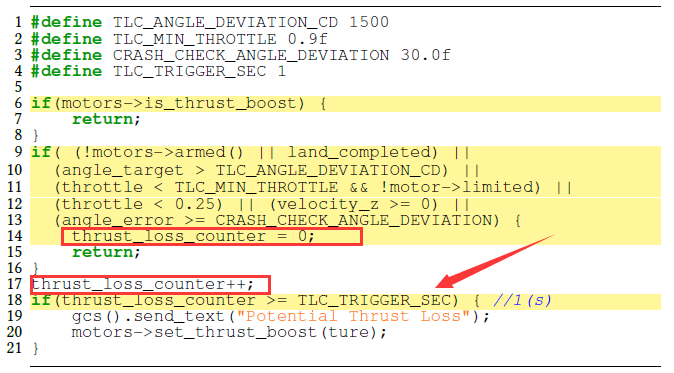 1 #define TLC_ANGLE_DEVIATION_CD 1500
2 #define TLC_MIN_THROTTLE 0.9f
3 #define CRASH_CHECK_ANGLE_DEVIATION 30.0f
4 #define TLC_TRIGGER_SEC 1
5
6 if(motors->is_thrust_boost) {
7     return;
8 }
9 if( (!motors->armed() || land_completed) ||
10   (angle_target > TLC_ANGLE_DEVIATION_CD) ||
11   (throttle < TLC_MIN_THROTTLE && !motor->limited) ||
12   (throttle < 0.25) || (velocity_z >= 0) ||
13   (angle_error >= CRASH_CHECK_ANGLE_DEVIATION) {
14     thrust_loss_counter = 0;
15     return;
16 }
17 thrust_loss_counter++;
18 if(thrust_loss_counter >= TLC_TRIGGER_SEC) { //1(s)
19     gcs().send_text("Potential Thrust Loss");
20     motors->set_thrust_boost(ture);
21 }